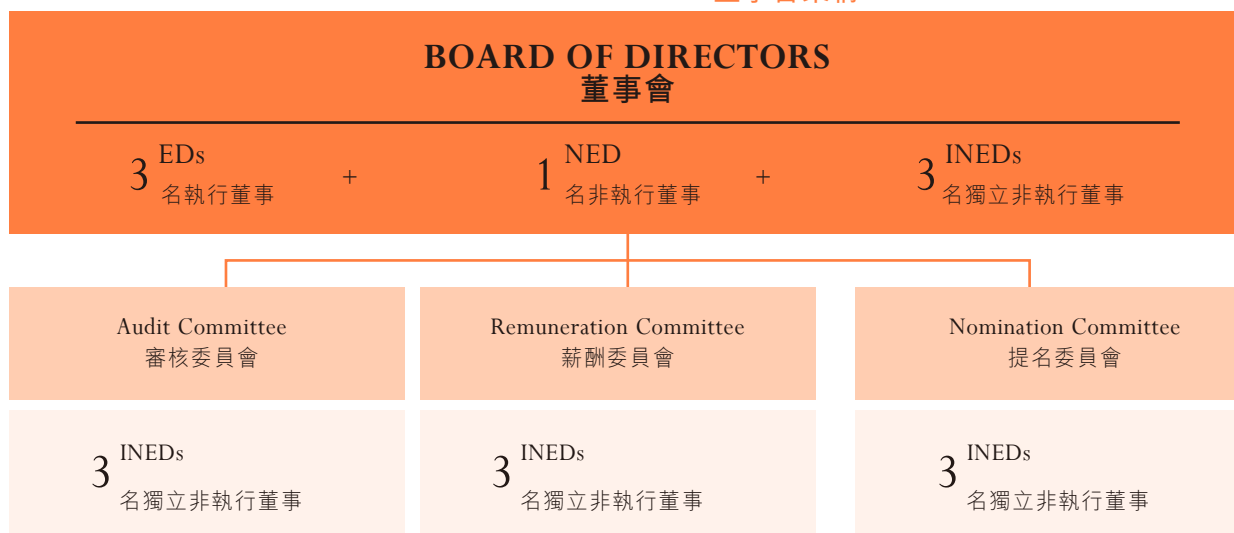 BOARD OF DIRECTORS
董事會
3 EDs
名執行董事
+
1 NED
名非執行董事
+
3 INEDs
名獨立非執行董事
Audit Committee
審核委員會
Remuneration Committee
薪酬委員會
Nomination Committee
提名委員會
3 INEDs
名獨立非執行董事
3 INEDs
名獨立非執行董事
3 INEDs
名獨立非執行董事